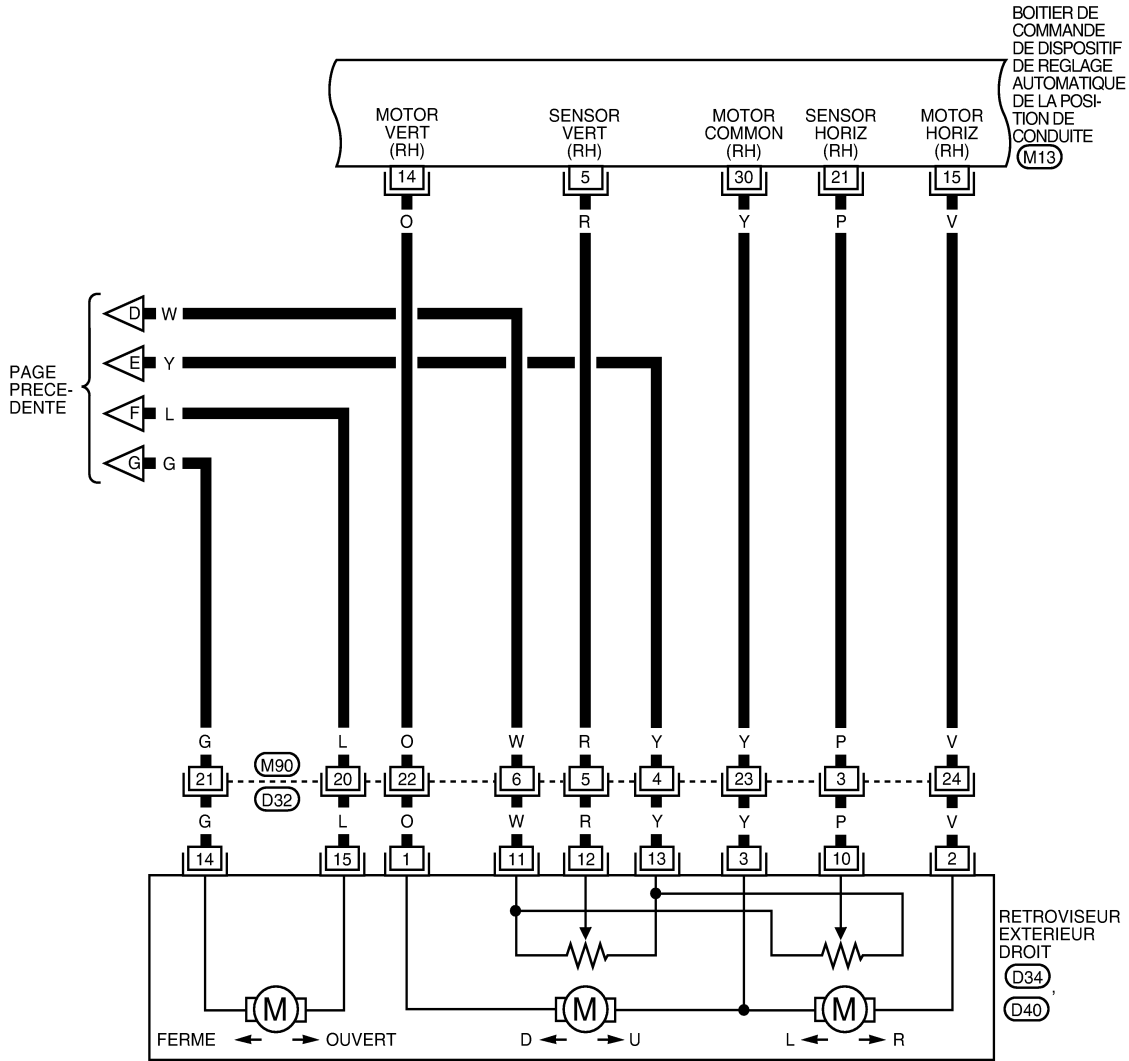 BOITIER DE
COMMANDE
DE DISPOSITIF
DE REGLAGE
AUTOMATIQUE
DE LA POSI-
TION DE
CONDUITE
M13
MOTOR
VERT
(RH)
SENSOR
VERT
(RH)
MOTOR
COMMON
(RH)
SENSOR
HORIZ
(RH)
MOTOR
HORIZ
(RH)
14 5 30 21 15
O R Y P V
PAGE
PRECE-
DENTE
D W
E Y
F L
G G
G L O W R Y Y P V
M90
21 20 22 6 5 4 23 3 24
D32
G L O W R Y Y P V
14 15 1 11 12 13 3 10 2
RETROVISEUR
EXTERIEUR
DROIT
D34 ,
D40
M M M
FERME OUVERT D U L R